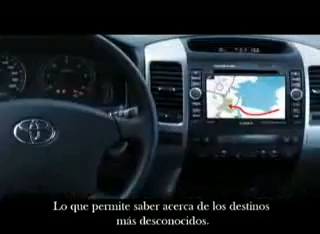 Lo que permite saber acerca de los destinos
más desconocidos.